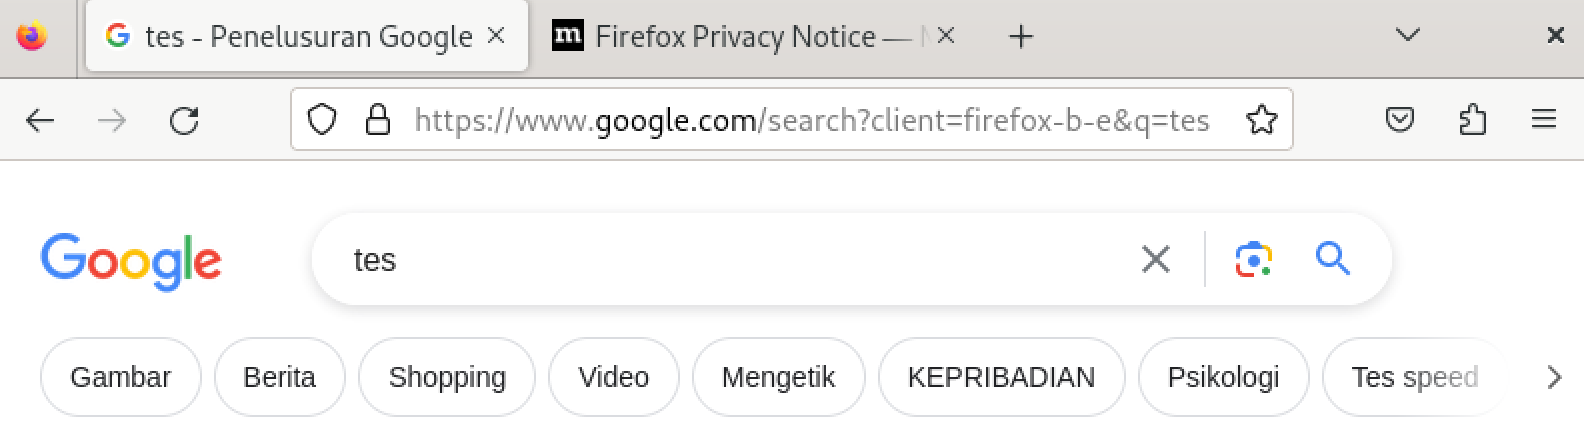 tes - Penelusuran Google
Firefox Privacy Notice —
https://www.google.com/search?client=firefox-b-e&q=tes
Google
tes
Gambar Berita Shopping Video Mengetik KEPRIBADIAN Psikologi Tes speed